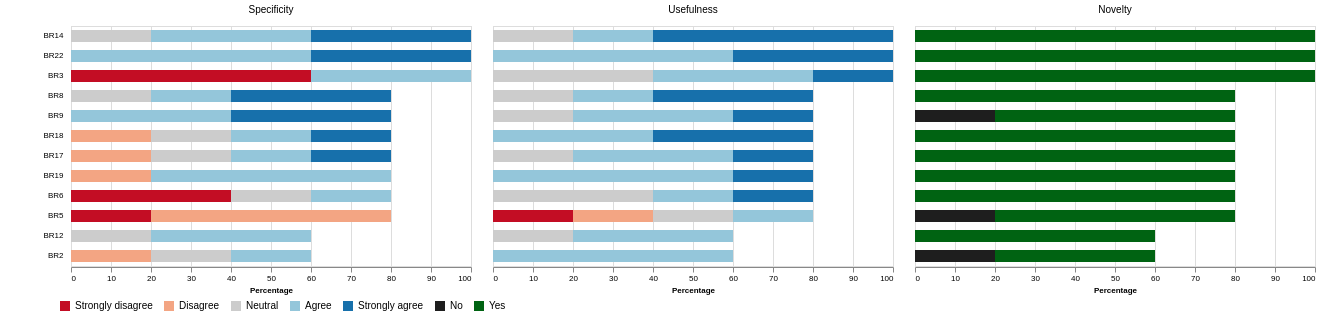 Specificity Usefulness Novelty
BR14
BR22
BR3
BR8
BR9
BR18
BR17
BR19
BR6
BR5
BR12
BR2
0 10 20 30 40 50 60 70 80 90 100 0 10 20 30 40 50 60 70 80 90 100 0 10 20 30 40 50 60 70 80 90 100
Percentage Percentage Percentage
Strongly disagree Disagree Neutral Agree Strongly agree No Yes